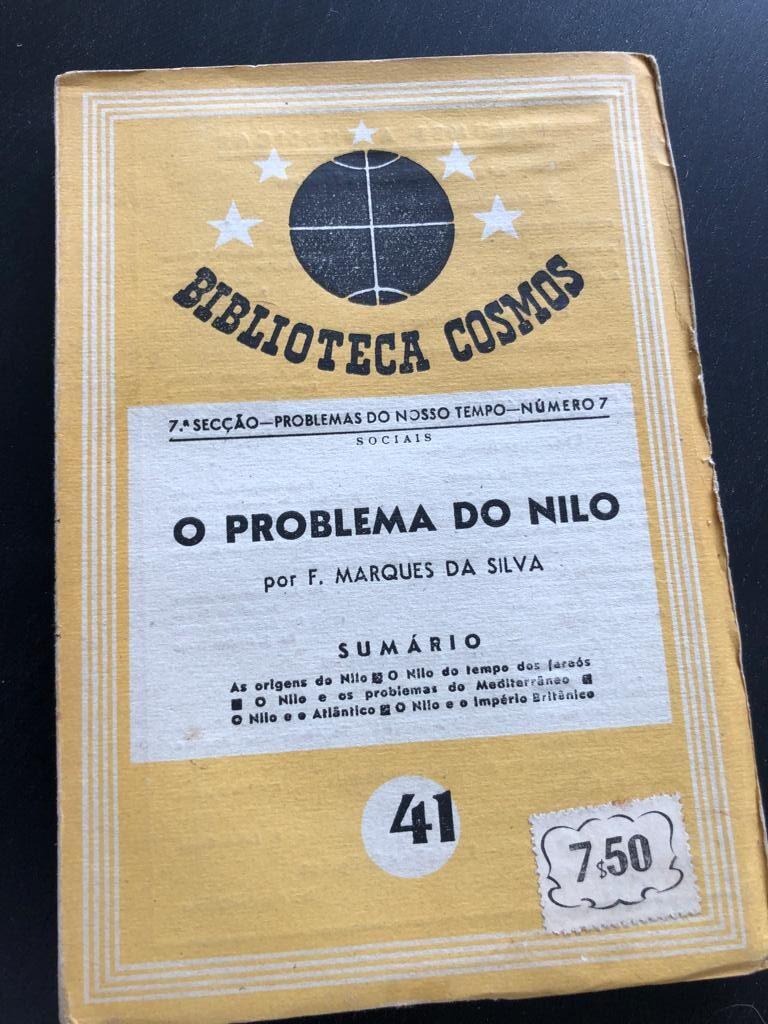 BIBLIOTECA COSMOS
7.ª SECÇÃO—PROBLEMAS DO NOSSO TEMPO—NÚMERO 7
SOCIAIS
O PROBLEMA DO NILO
por F. MARQUES DA SILVA
SUMÁRIO
As origens do Nilo ■ O Nilo do tempo dos faraós
■ O Nilo e os problemas do Mediterrâneo ■
O Nilo e o Atlântico ■ O Nilo e o Império Britânico
41
7$50